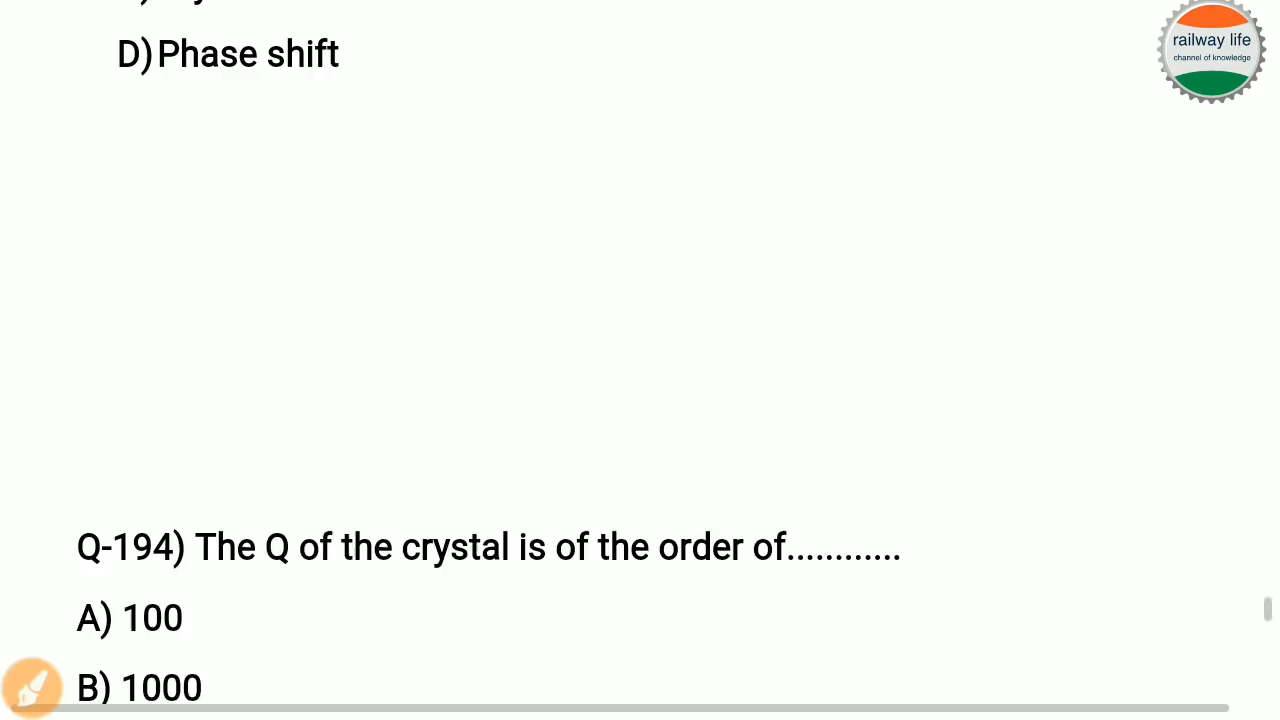 D) Phase shift
railway life
channel of knowledge
Q-194) The Q of the crystal is of the order of............
A) 100
B) 1000